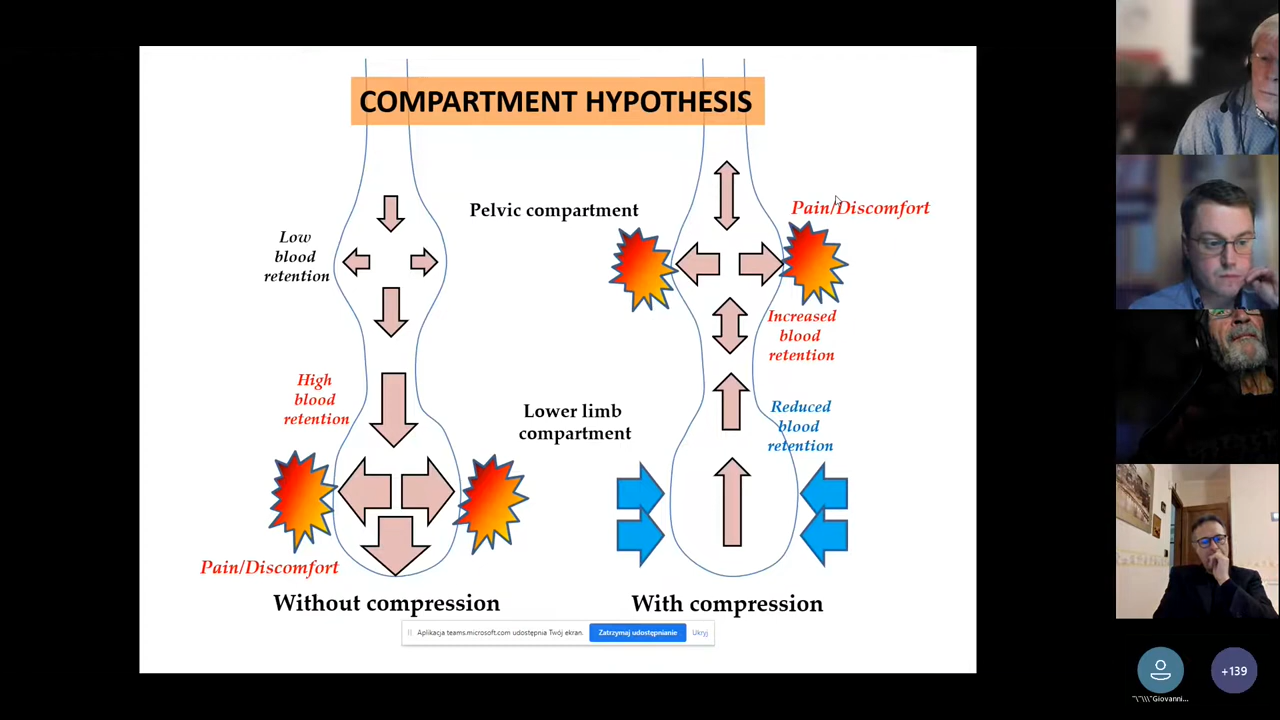 COMPARTMENT HYPOTHESIS
Low
blood
retention
Pelvic compartment
Pain/Discomfort
Increased
blood
retention
High
blood
retention
Lower limb
compartment
Reduced
blood
retention
Pain/Discomfort
Without compression
With compression
Aplikacja teams.microsoft.com udostępnia Twój ekran.
Zatrzymaj udostępnianie
Ukryj
"\"\\\"Giovanni...
+139